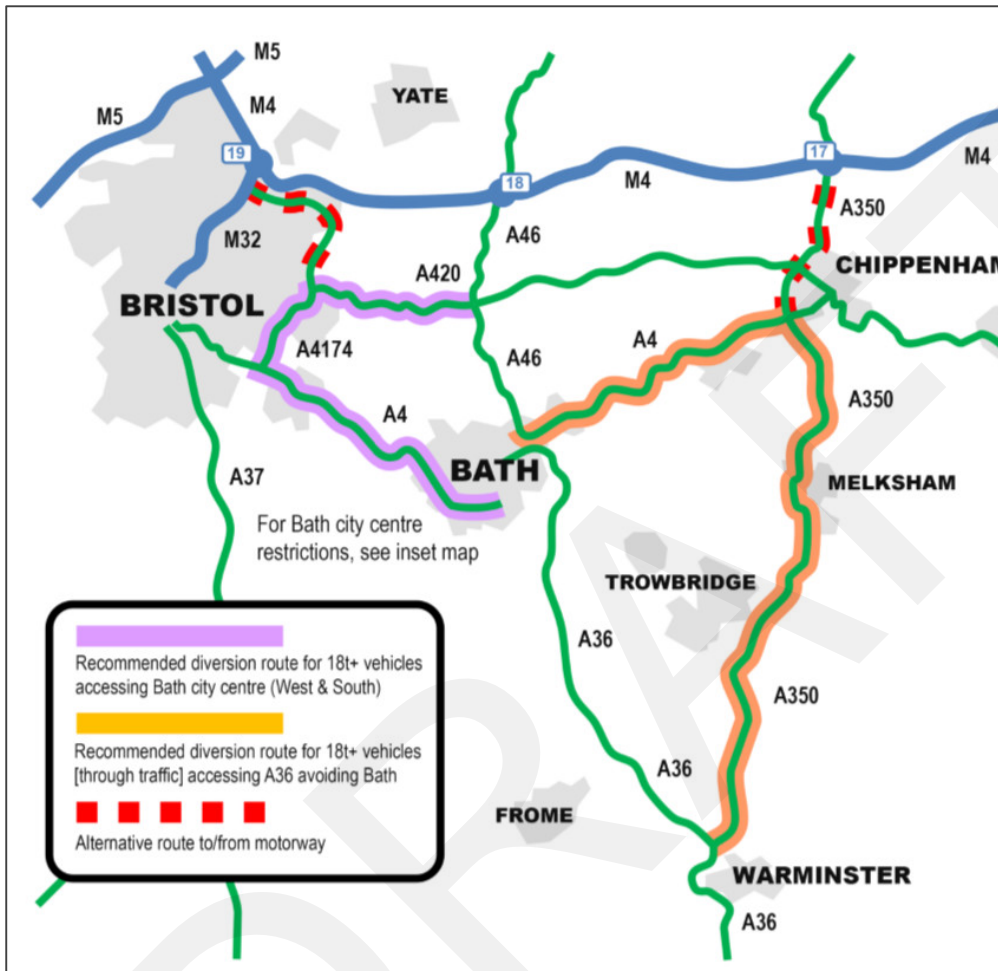 M5
M5
M4
YATE
19
17
18
M4
M4
M32
A46
A350
A420
CHIPPENHAM
BRISTOL
A4174
A46
A4
A4
A350
BATH
A37
MELKSHAM
For Bath city centre
restrictions, see inset map
TROWBRIDGE
A36
Recommended diversion route for 18t+ vehicles
accessing Bath city centre (West & South)
A350
Recommended diversion route for 18t+ vehicles
[through traffic] accessing A36 avoiding Bath
A36
FROME
Alternative route to/from motorway
WARMINSTER
A36
DRAFT